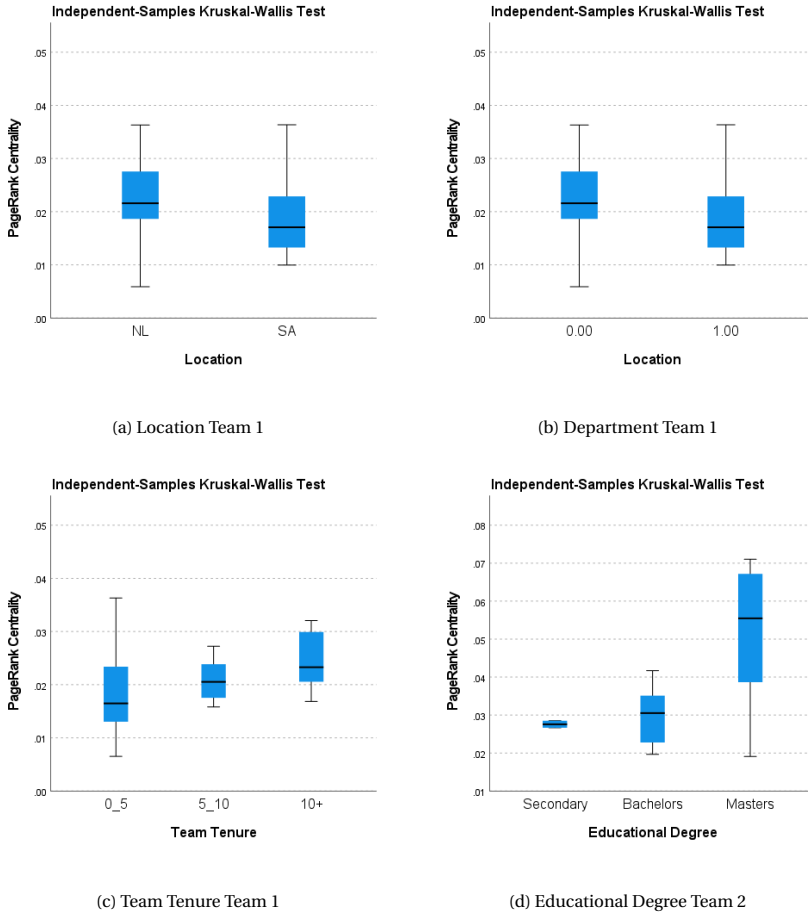 Independent-Samples Kruskal-Wallis Test
PageRank Centrality
.05
.04
.03
.02
.01
.00
NL SA
Location
(a) Location Team 1
Independent-Samples Kruskal-Wallis Test
PageRank Centrality
.05
.04
.03
.02
.01
.00
0.00 1.00
Location
(b) Department Team 1
Independent-Samples Kruskal-Wallis Test
PageRank Centrality
.05
.04
.03
.02
.01
.00
0_5 5_10 10+
Team Tenure
(c) Team Tenure Team 1
Independent-Samples Kruskal-Wallis Test
PageRank Centrality
.08
.07
.06
.05
.04
.03
.02
.01
Secondary Bachelors Masters
Educational Degree
(d) Educational Degree Team 2